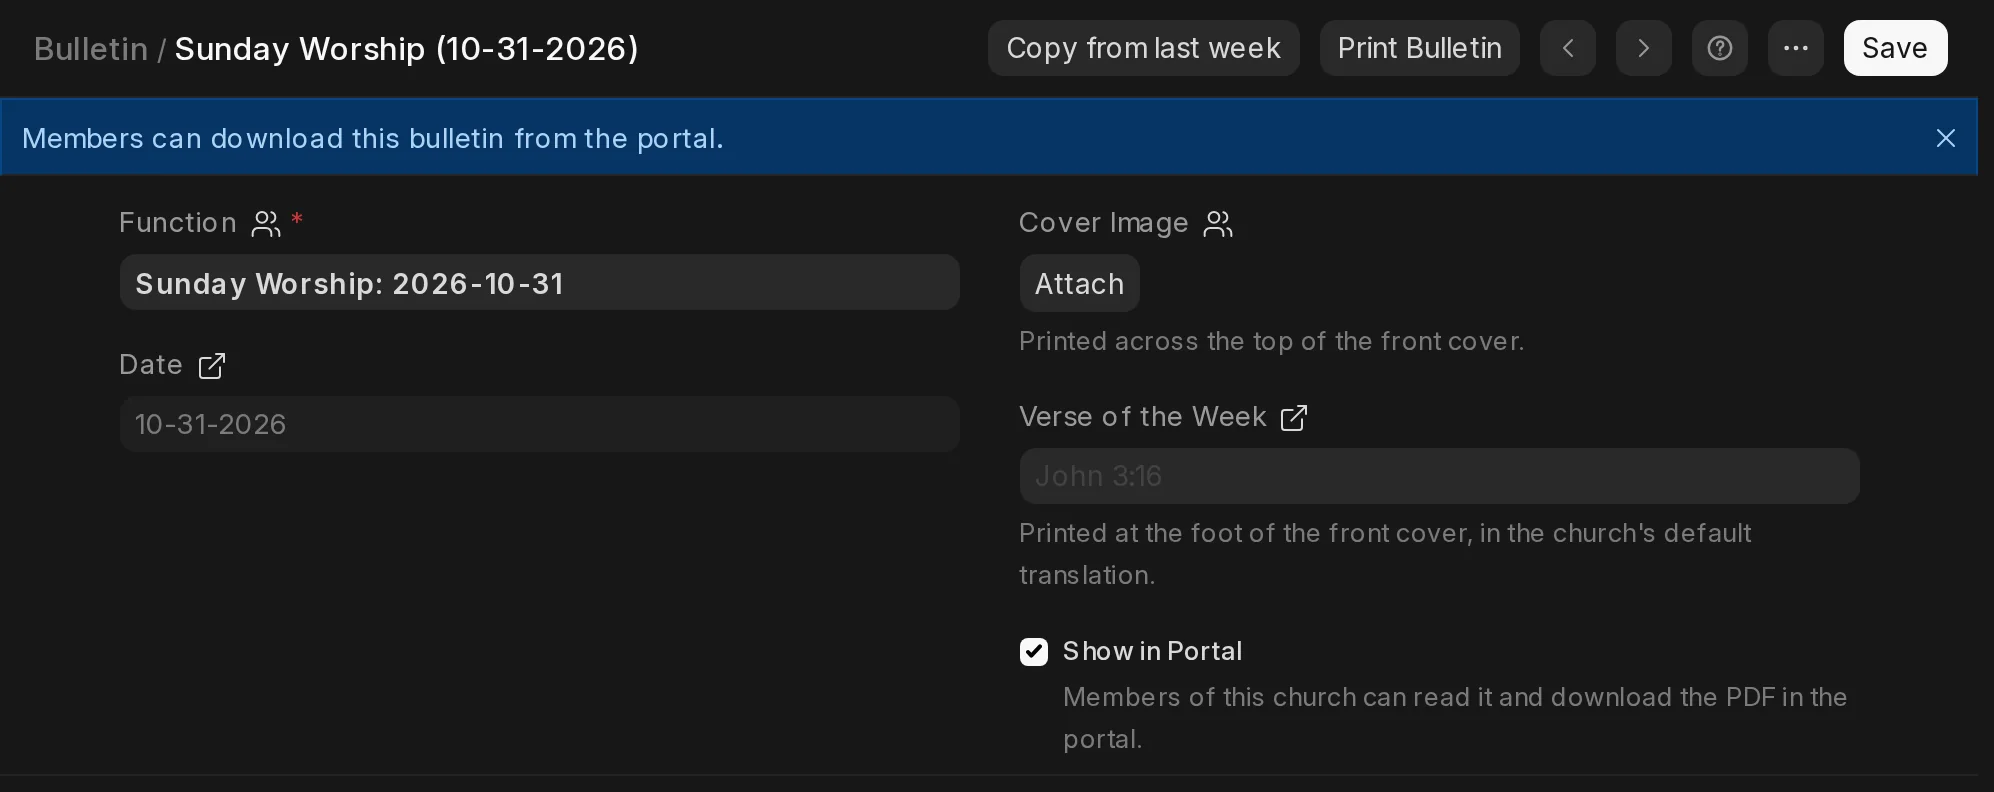 Bulletin / Sunday Worship (10-31-2026)
Copy from last week
Print Bulletin
Save
Members can download this bulletin from the portal.
Function *
Sunday Worship: 2026-10-31
Date
10-31-2026
Cover Image
Attach
Printed across the top of the front cover.
Verse of the Week
John 3:16
Printed at the foot of the front cover, in the church's default
translation.
Show in Portal
Members of this church can read it and download the PDF in the
portal.